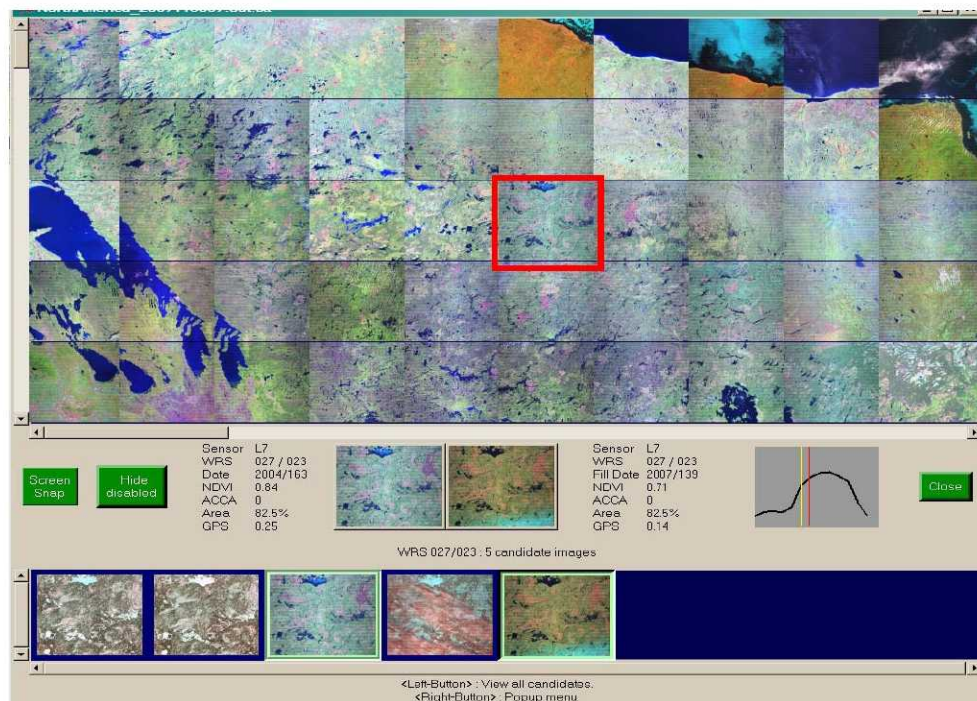 Screen
Snap
Hide
disabled
Sensor L7
WRS 027 / 023
Date 2004/163
NDVI 0.84
ACCA 0
Area 82.5%
GPS 0.25
Sensor L7
WRS 027 / 023
Fill Date 2007/139
NDVI 0.71
ACCA 0
Area 82.5%
GPS 0.14
Close
WRS 027/023 : 5 candidate images
<Left-Button> : View all candidates.
<Right-Button> : Popup menu